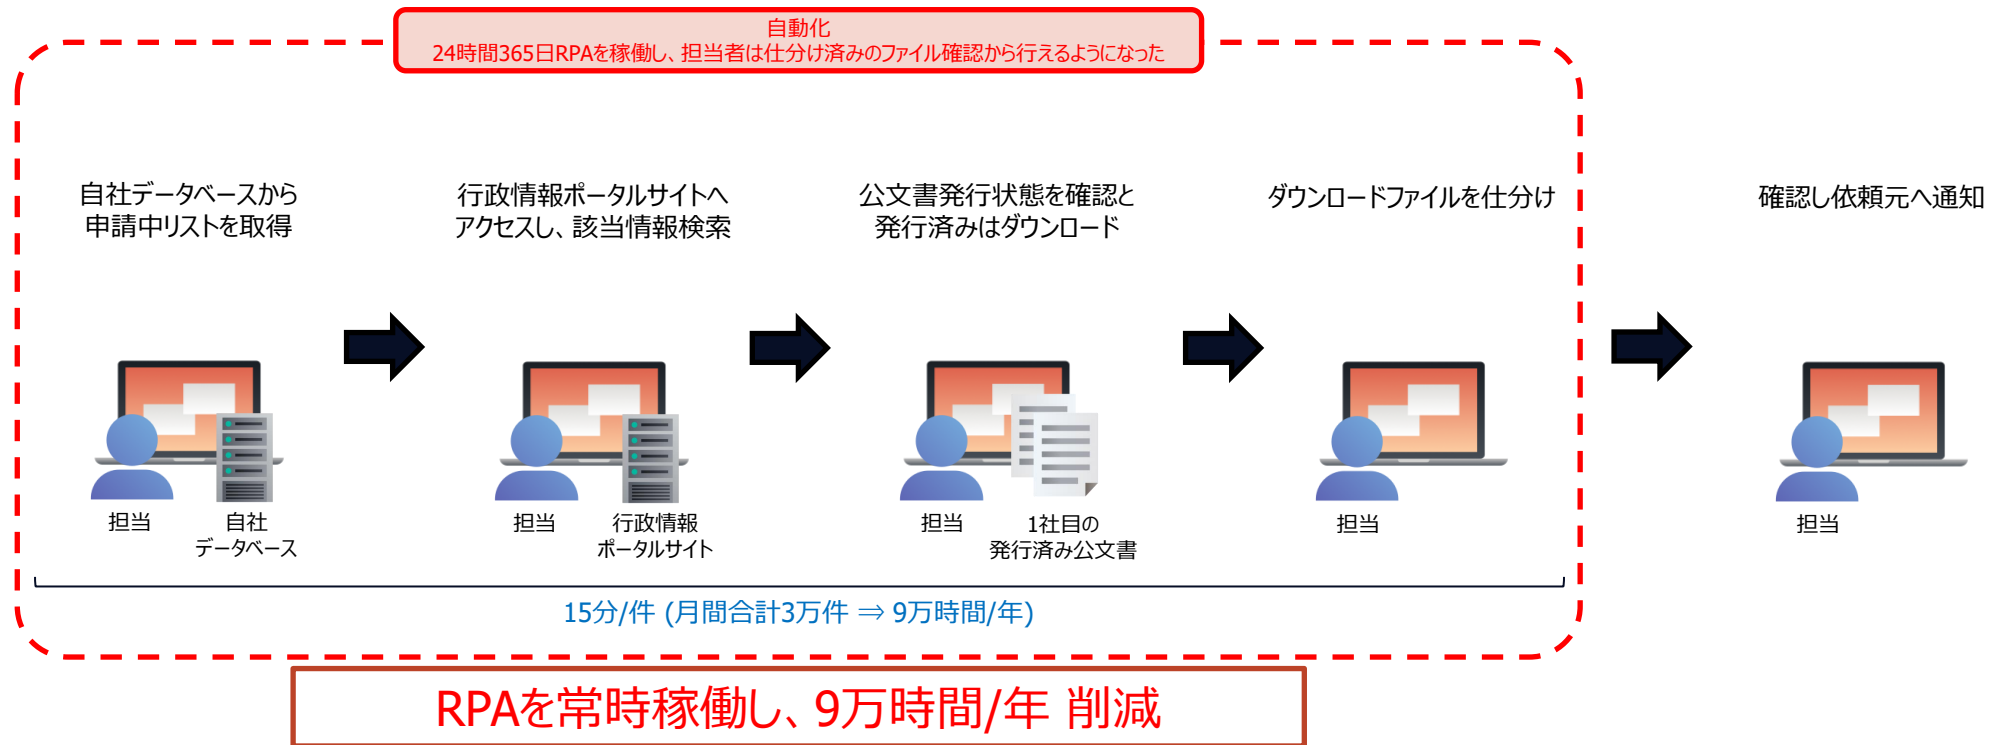 自動化
24時間365日RPAを稼働し、担当者は仕分け済みのファイル確認から行えるようになった
自社データベースから
申請中リストを取得
行政情報ポータルサイトへ
アクセスし、該当情報検索
公文書発行状態を確認と
発行済みはダウンロード
ダウンロードファイルを仕分け
確認し依頼元へ通知
担当
自社
データベース
担当
行政情報
ポータルサイト
担当
1社目の
発行済み公文書
担当
担当
15分/件 (月間合計3万件 ⇒ 9万時間/年)
RPAを常時稼働し、9万時間/年 削減